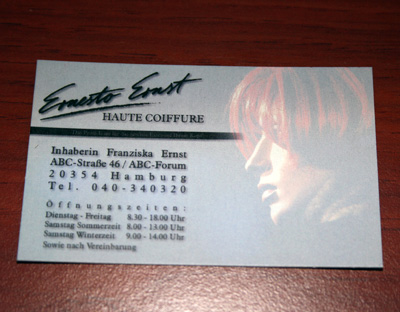 Ernesto Ernst
HAUTE COIFFURE
Inhaberin Franziska Ernst
ABC-Straße 46 / ABC-Forum
20354 Hamburg
Tel. 040-340320
Öffnungszeiten:
Dienstag - Freitag 8.30 - 18.00 Uhr
Samstag Sommerzeit 8.00 - 13.00 Uhr
Samstag Winterzeit 9.00 - 14.00 Uhr
Sowie nach Vereinbarung